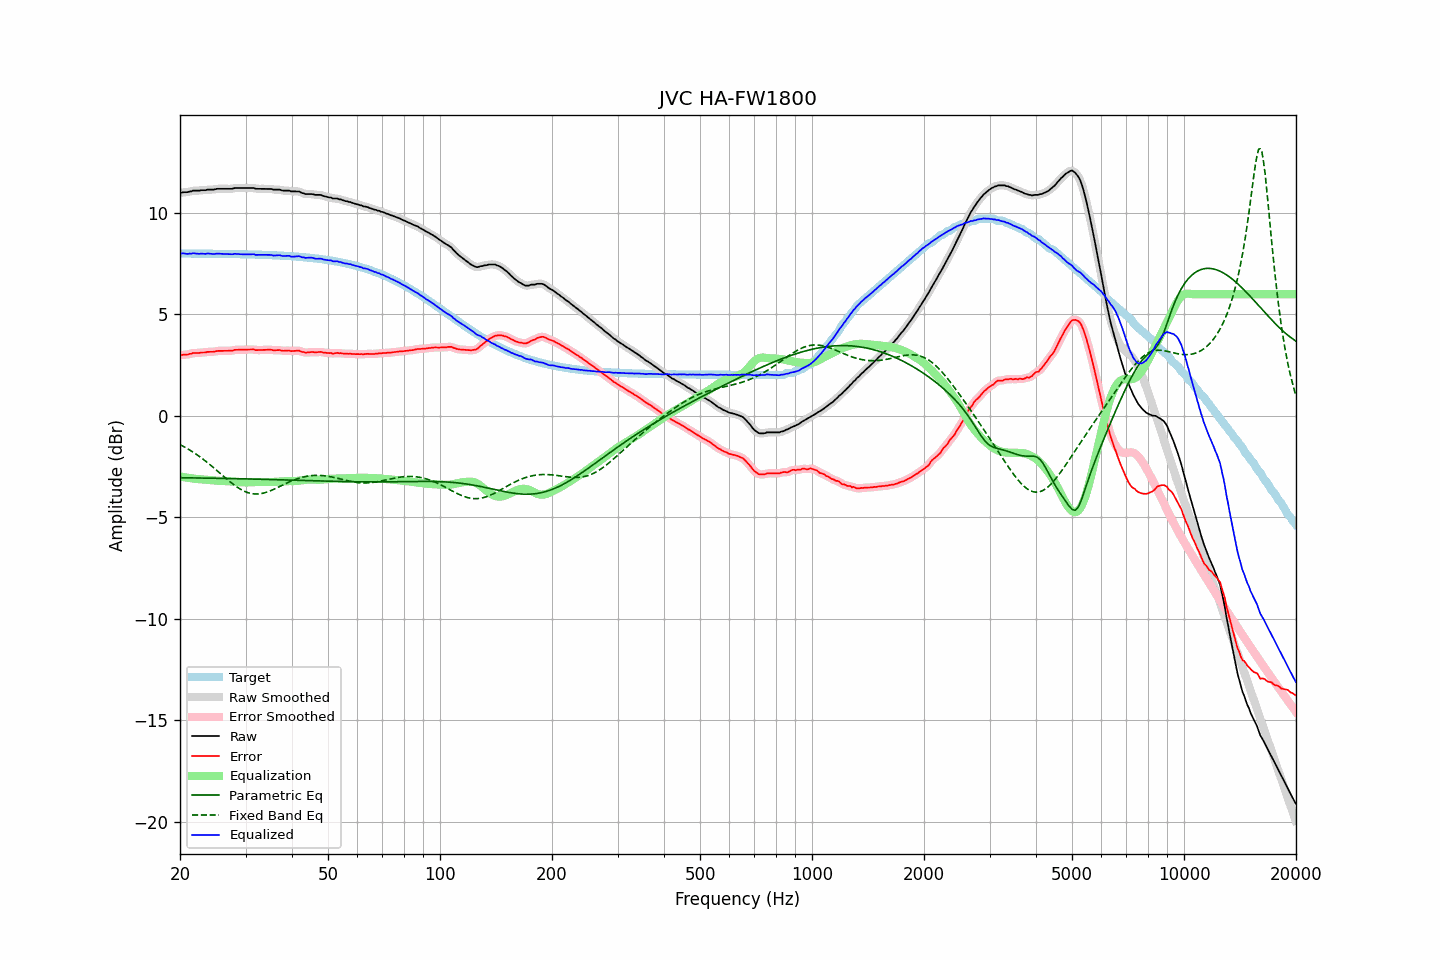 JVC HA-FW1800
Amplitude (dBr)
10
5
0
−5
−10
−15
−20
Target
Raw Smoothed
Error Smoothed
Raw
Error
Equalization
Parametric Eq
Fixed Band Eq
Equalized
20 50 100 200 500 1000 2000 5000 10000 20000
Frequency (Hz)